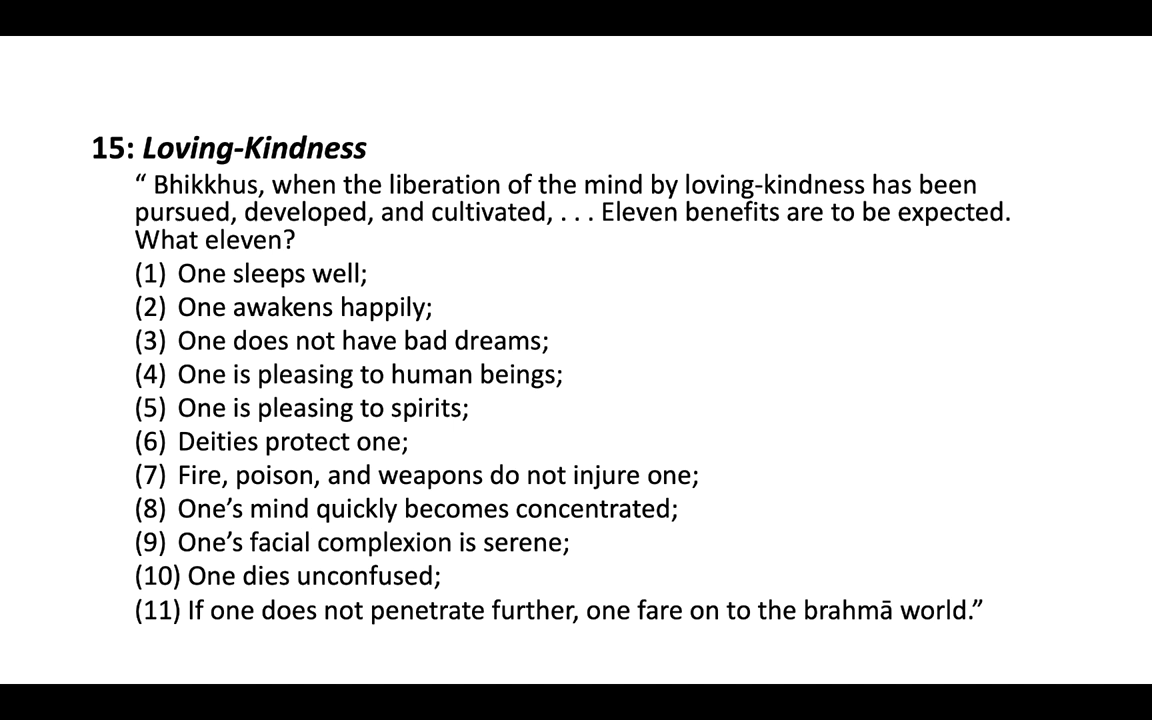 15: Loving-Kindness
“ Bhikkhus, when the liberation of the mind by loving-kindness has been
pursued, developed, and cultivated, . . . Eleven benefits are to be expected.
What eleven?
(1) One sleeps well;
(2) One awakens happily;
(3) One does not have bad dreams;
(4) One is pleasing to human beings;
(5) One is pleasing to spirits;
(6) Deities protect one;
(7) Fire, poison, and weapons do not injure one;
(8) One’s mind quickly becomes concentrated;
(9) One’s facial complexion is serene;
(10) One dies unconfused;
(11) If one does not penetrate further, one fare on to the brahmā world.”